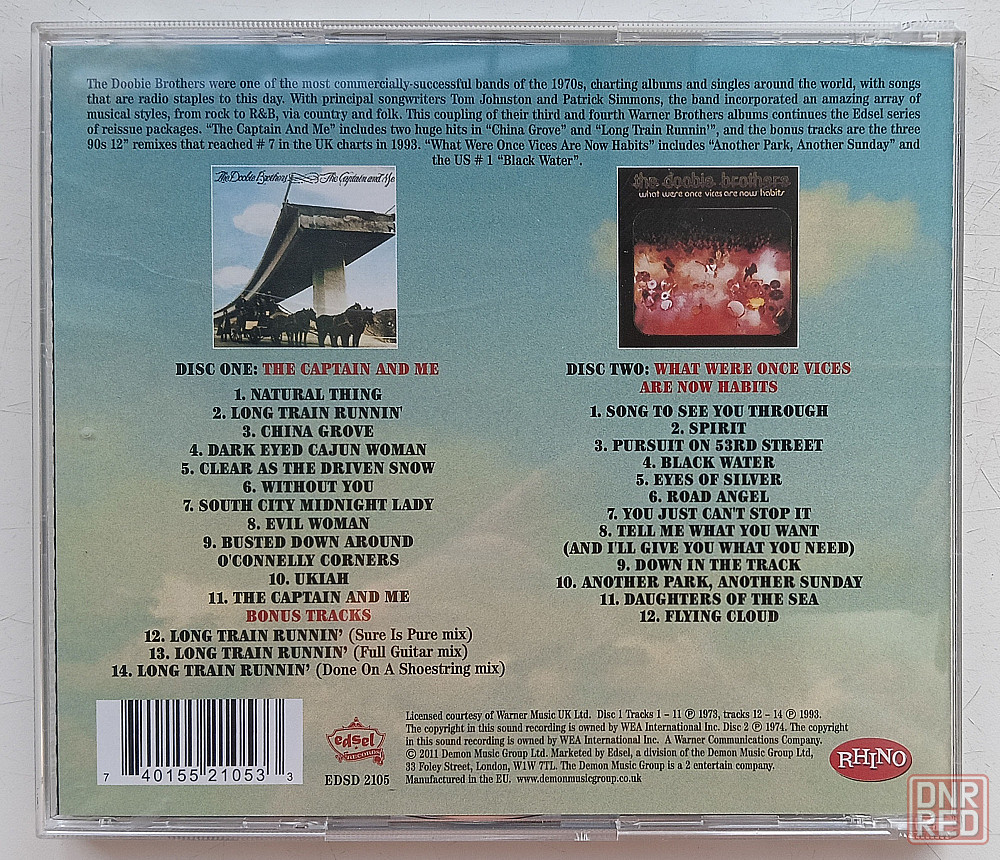 The Doobie Brothers were one of the most commercially-successful bands of the 1970s, charting albums and singles around the world, with songs
that are radio staples to this day. With principal songwriters Tom Johnston and Patrick Simmons, the band incorporated an amazing array of
musical styles, from rock to R&B, via country and folk. This coupling of their third and fourth Warner Brothers albums continues the Edsel series
of reissue packages. "The Captain And Me" includes two huge hits in "China Grove" and "Long Train Runnin'", and the bonus tracks are the three
90s 12" remixes that reached # 7 in the UK charts in 1993. "What Were Once Vices Are Now Habits" includes "Another Park, Another Sunday" and
the US # 1 "Black Water".
The Doobie Brothers The Captain and Me
the doobie brothers
what were once vices are now habits
DISC ONE: THE CAPTAIN AND ME
1. NATURAL THING
2. LONG TRAIN RUNNIN'
3. CHINA GROVE
4. DARK EYED CAJUN WOMAN
5. CLEAR AS THE DRIVEN SNOW
6. WITHOUT YOU
7. SOUTH CITY MIDNIGHT LADY
8. EVIL WOMAN
9. BUSTED DOWN AROUND
O'CONNELLY CORNERS
10. UKIAH
11. THE CAPTAIN AND ME
BONUS TRACKS
12. LONG TRAIN RUNNIN' (Sure Is Pure mix)
13. LONG TRAIN RUNNIN' (Full Guitar mix)
14. LONG TRAIN RUNNIN' (Done On A Shoestring mix)
DISC TWO: WHAT WERE ONCE VICES
ARE NOW HABITS
1. SONG TO SEE YOU THROUGH
2. SPIRIT
3. PURSUIT ON 53RD STREET
4. BLACK WATER
5. EYES OF SILVER
6. ROAD ANGEL
7. YOU JUST CAN'T STOP IT
8. TELL ME WHAT YOU WANT
(AND I'LL GIVE YOU WHAT YOU NEED)
9. DOWN IN THE TRACK
10. ANOTHER PARK, ANOTHER SUNDAY
11. DAUGHTERS OF THE SEA
12. FLYING CLOUD
7 40155 21053 3
edsel
RECORDS
EDSD 2105
Licensed courtesy of Warner Music UK Ltd. Disc 1 Tracks 1 – 11 ℗ 1973, tracks 12 – 14 ℗ 1993.
The copyright in this sound recording is owned by WEA International Inc. Disc 2 ℗ 1974. The copyright
in this sound recording is owned by WEA International Inc. A Warner Communications Company.
© 2011 Demon Music Group Ltd. Marketed by Edsel, a division of the Demon Music Group Ltd,
33 Foley Street, London, W1W 7TL. The Demon Music Group is a 2 entertain company.
Manufactured in the EU. www.demonmusicgroup.co.uk
RHINO
DNR
RED